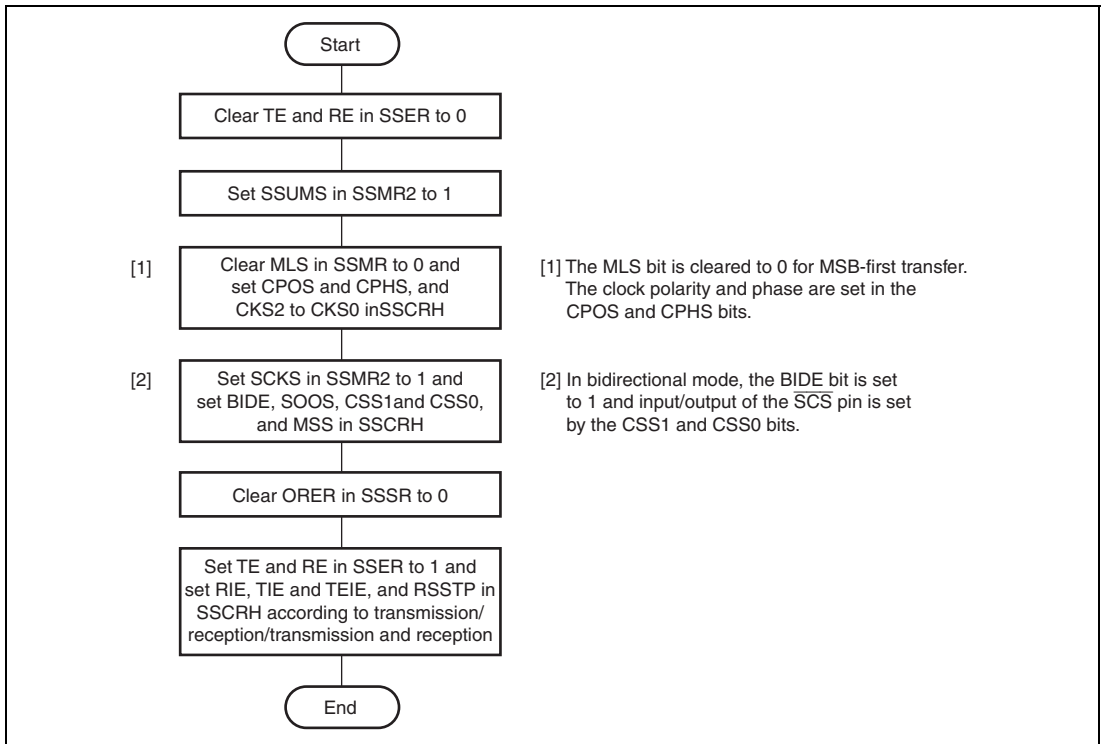 Start
Clear TE and RE in SSER to 0
Set SSUMS in SSMR2 to 1
[1]
Clear MLS in SSMR to 0 and
set CPOS and CPHS, and
CKS2 to CKS0 inSSCRH
[1] The MLS bit is cleared to 0 for MSB-first transfer.
The clock polarity and phase are set in the
CPOS and CPHS bits.
[2]
Set SCKS in SSMR2 to 1 and
set BIDE, SOOS, CSS1and CSS0,
and MSS in SSCRH
[2] In bidirectional mode, the BIDE bit is set
to 1 and input/output of the SCS pin is set
by the CSS1 and CSS0 bits.
Clear ORER in SSSR to 0
Set TE and RE in SSER to 1 and
set RIE, TIE and TEIE, and RSSTP in
SSCRH according to transmission/
reception/transmission and reception
End